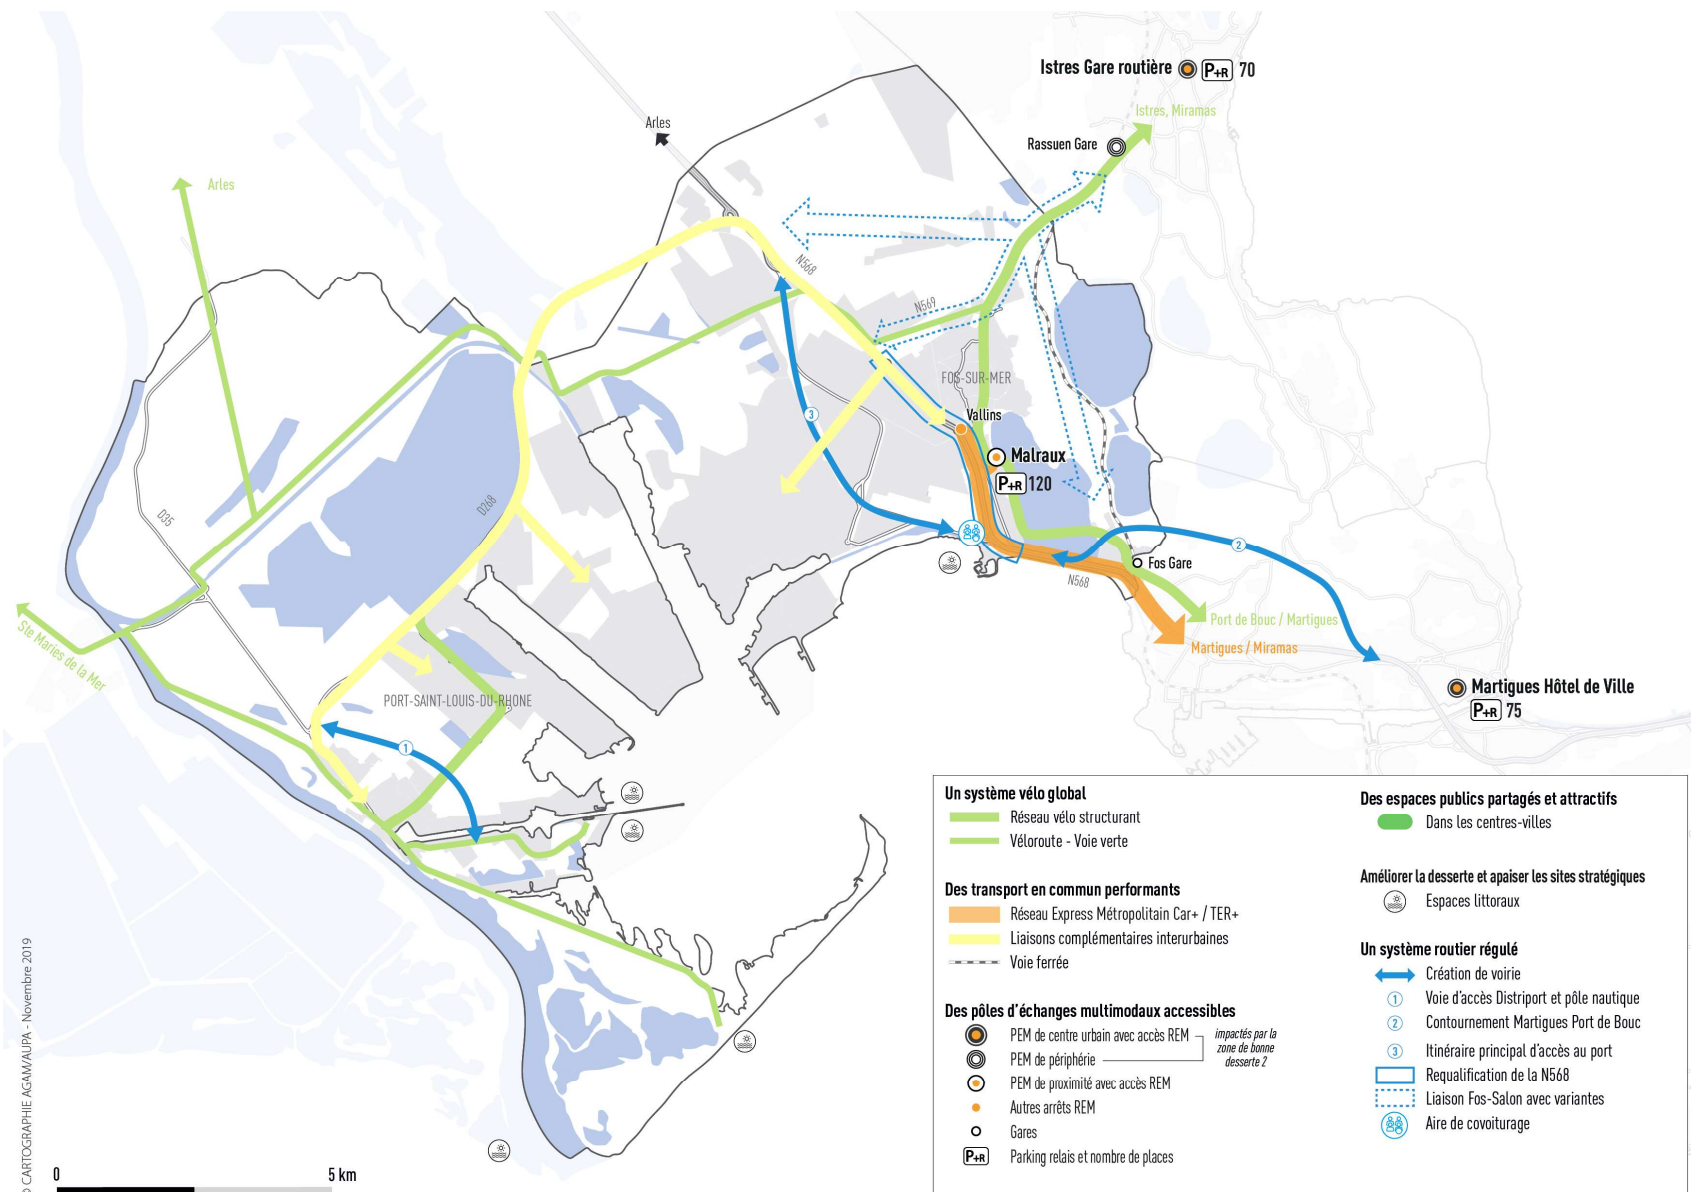 Istres Gare routière P+R 70
Istres, Miramas
Arles
Rassuen Gare
Arles
N568
N569
FOS-SUR-MER
Vallins
3
Malraux
P+R 120
D268
D35
2
Fos Gare
N568
Port de Bouc / Martigues
Ste Maries de la Mer
Martigues / Miramas
Martigues Hôtel de Ville
P+R 75
PORT-SAINT-LOUIS-DU-RHONE
1
Un système vélo global
Réseau vélo structurant
Véloroute - Voie verte
Des transport en commun performants
Réseau Express Métropolitain Car+ / TER+
Liaisons complémentaires interurbaines
Voie ferrée
Des pôles d'échanges multimodaux accessibles
PEM de centre urbain avec accès REM
PEM de périphérie
impactés par la
zone de bonne
desserte 2
PEM de proximité avec accès REM
Autres arrêts REM
Gares
P+R Parking relais et nombre de places
Des espaces publics partagés et attractifs
Dans les centres-villes
Améliorer la desserte et apaiser les sites stratégiques
Espaces littoraux
Un système routier régulé
Création de voirie
1 Voie d'accès Distriport et pôle nautique
2 Contournement Martigues Port de Bouc
3 Itinéraire principal d'accès au port
Requalification de la N568
Liaison Fos-Salon avec variantes
Aire de covoiturage
© CARTOGRAPHIE AGAM/AUPA - Novembre 2019
0 5 km